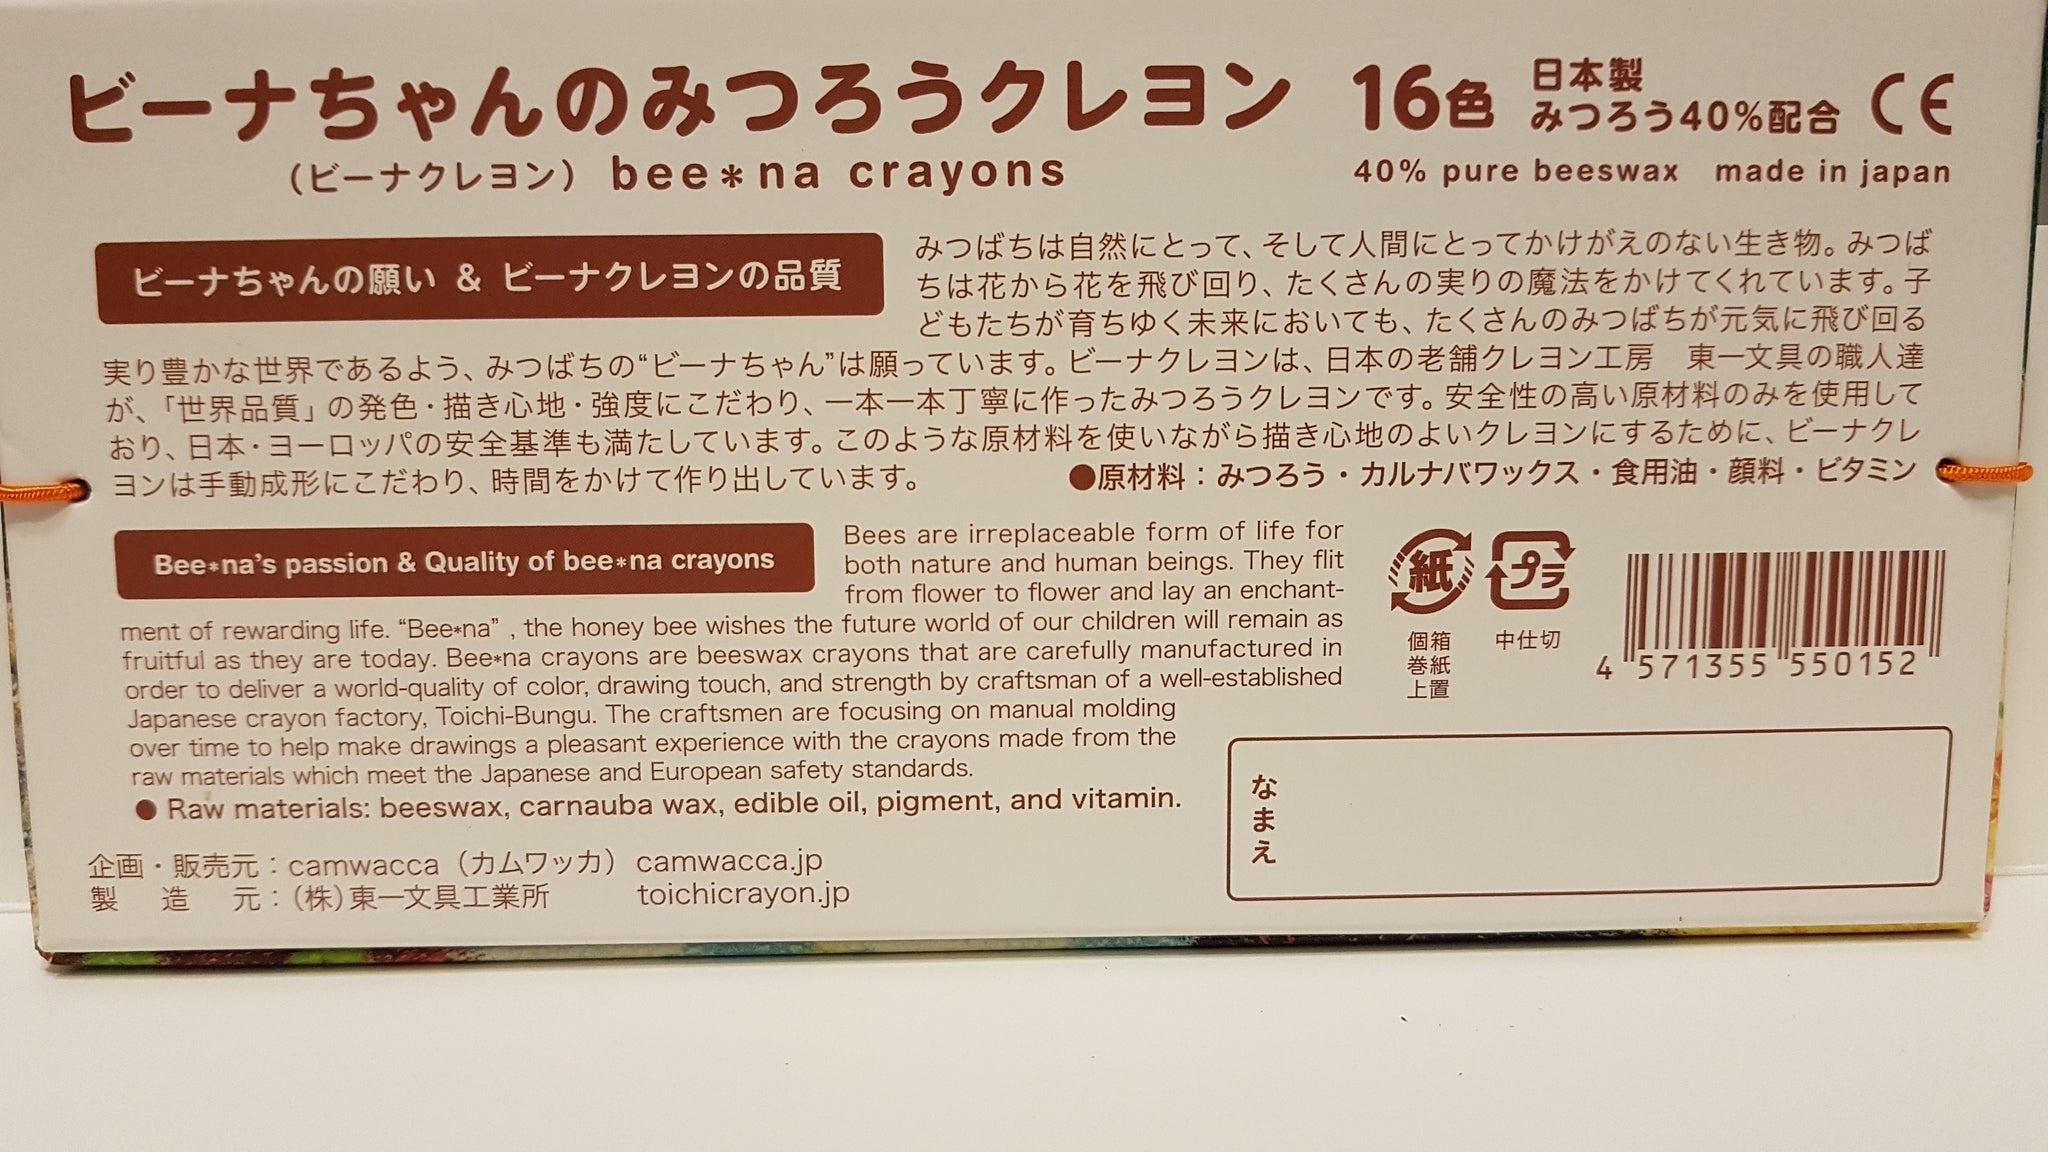 ビーナちゃんのみつろうクレヨン 16色
日本製
みつろう40%配合 CE
(ビーナクレヨン) bee*na crayons
40% pure beeswax made in japan
ビーナちゃんの願い & ビーナクレヨンの品質
みつばちは自然にとって、そして人間にとってかけがえのない生き物。みつば
ちは花から花を飛び回り、たくさんの実りの魔法をかけてくれています。子
どもたちが育ちゆく未来においても、たくさんのみつばちが元気に飛び回る
実り豊かな世界であるよう、みつばちの“ビーナちゃん”は願っています。ビーナクレヨンは、日本の老舗クレヨン工房 東一文具の職人達
が、「世界品質」の発色・描き心地・強度にこだわり、一本一本丁寧に作ったみつろうクレヨンです。安全性の高い原材料のみを使用して
おり、日本・ヨーロッパの安全基準も満たしています。このような原材料を使いながら描き心地のよいクレヨンにするために、ビーナクレ
ヨンは手動成形にこだわり、時間をかけて作り出しています。
●原材料：みつろう・カルナバワックス・食用油・顔料・ビタミン
Bee*na's passion & Quality of bee*na crayons
Bees are irreplaceable form of life for
both nature and human beings. They flit
from flower to flower and lay an enchant-
ment of rewarding life. “Bee*na” , the honey bee wishes the future world of our children will remain as
fruitful as they are today. Bee*na crayons are beeswax crayons that are carefully manufactured in
order to deliver a world-quality of color, drawing touch, and strength by craftsman of a well-established
Japanese crayon factory, Toichi-Bungu. The craftsmen are focusing on manual molding
over time to help make drawings a pleasant experience with the crayons made from the
raw materials which meet the Japanese and European safety standards.
● Raw materials: beeswax, carnauba wax, edible oil, pigment, and vitamin.
紙
プラ
個箱
巻紙
上置
中仕切
4 571355 550152
なまえ
企画・販売元：camwacca（カムワッカ） camwacca.jp
製 造 元：(株)東一文具工業所 toichicrayon.jp